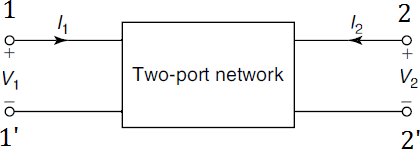 1 I₁ I₂ 2
+ +
V₁ Two-port network V₂
– –
1' 2'